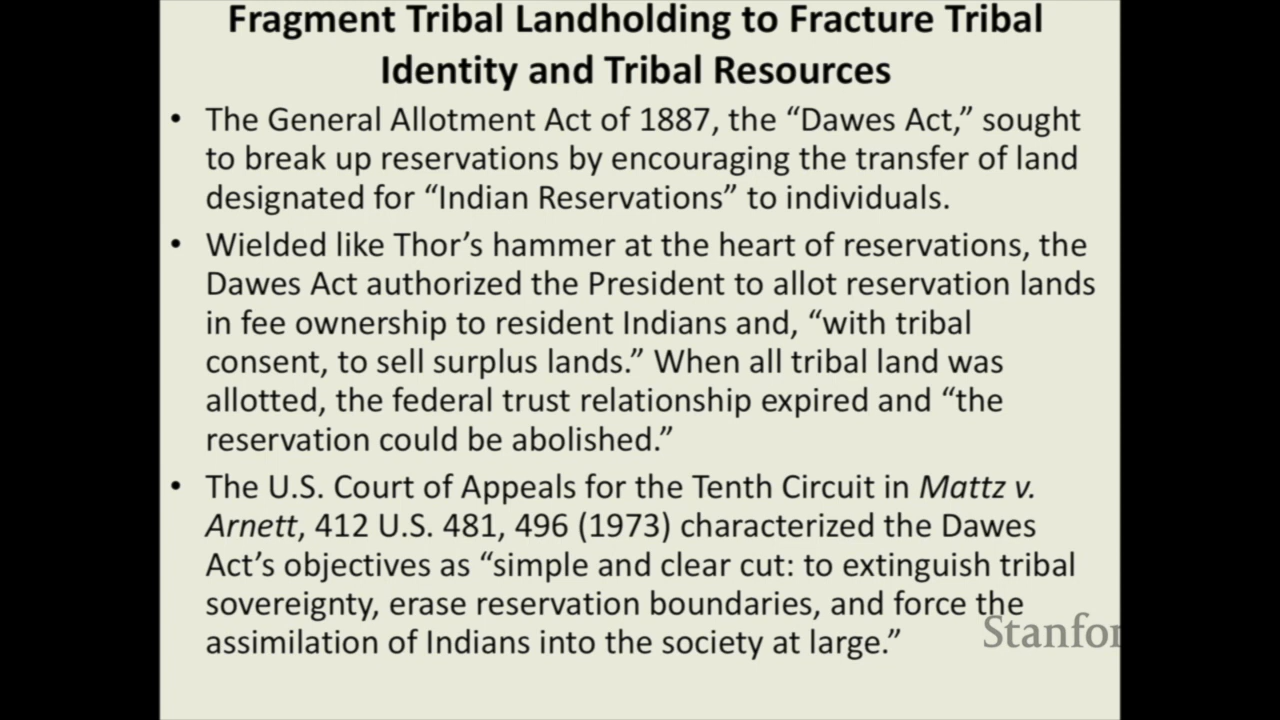 Fragment Tribal Landholding to Fracture Tribal
Identity and Tribal Resources
• The General Allotment Act of 1887, the “Dawes Act,” sought
to break up reservations by encouraging the transfer of land
designated for “Indian Reservations” to individuals.
• Wielded like Thor’s hammer at the heart of reservations, the
Dawes Act authorized the President to allot reservation lands
in fee ownership to resident Indians and, “with tribal
consent, to sell surplus lands.” When all tribal land was
allotted, the federal trust relationship expired and “the
reservation could be abolished.”
• The U.S. Court of Appeals for the Tenth Circuit in Mattz v.
Arnett, 412 U.S. 481, 496 (1973) characterized the Dawes
Act’s objectives as “simple and clear cut: to extinguish tribal
sovereignty, erase reservation boundaries, and force the
assimilation of Indians into the society at large.”
Stanfor